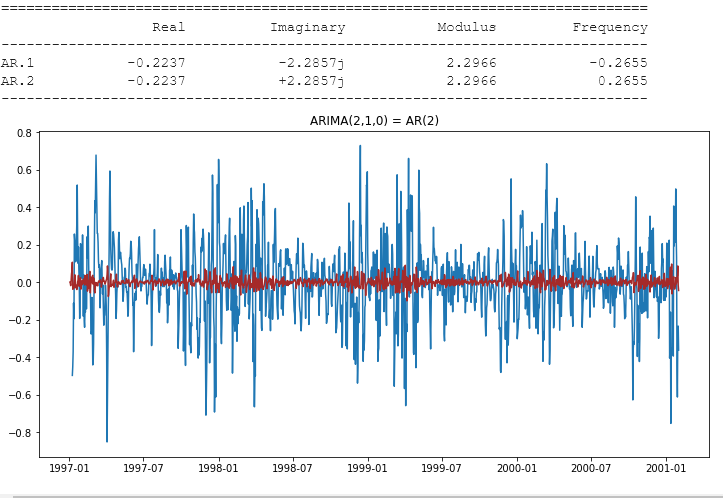 Real Imaginary Modulus Frequency
AR.1 -0.2237 -2.2857j 2.2966 -0.2655
AR.2 -0.2237 +2.2857j 2.2966 0.2655
ARIMA(2,1,0) = AR(2)
0.8
0.6
0.4
0.2
0.0
−0.2
−0.4
−0.6
−0.8
1997-01 1997-07 1998-01 1998-07 1999-01 1999-07 2000-01 2000-07 2001-01